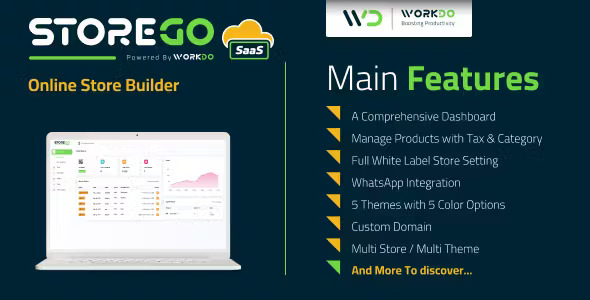 STOREGO
SaaS
Powered By WORKDO
Online Store Builder
WD WORKDO
Boosting Productivity
Main Features
A Comprehensive Dashboard
Manage Products with Tax & Category
Full White Label Store Setting
WhatsApp Integration
5 Themes with 5 Color Options
Custom Domain
Multi Store / Multi Theme
And More To discover...